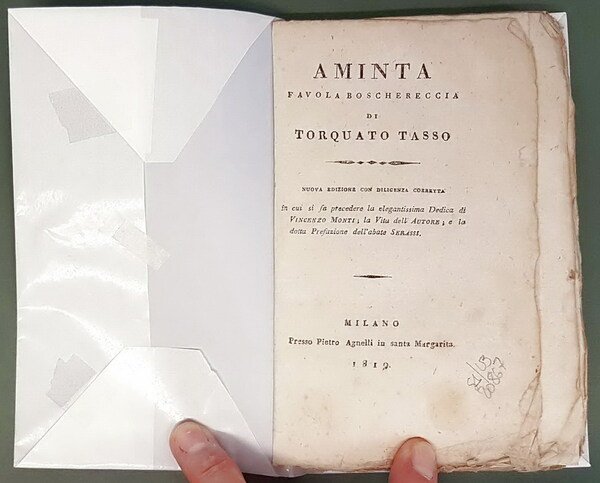 AMINTA
FAVOLA BOSCHERECCIA
DI
TORQUATO TASSO
NUOVA EDIZIONE CON DILIGENZA CORRETTA
in cui si fa precedere la elegantissima Dedica di
VINCENZO MONTI; la Vita dell'AUTORE; e la
dotta Prefazione dell'abate SERASSI.
MILANO
Presso Pietro Agnelli in santa Margarita.
1819